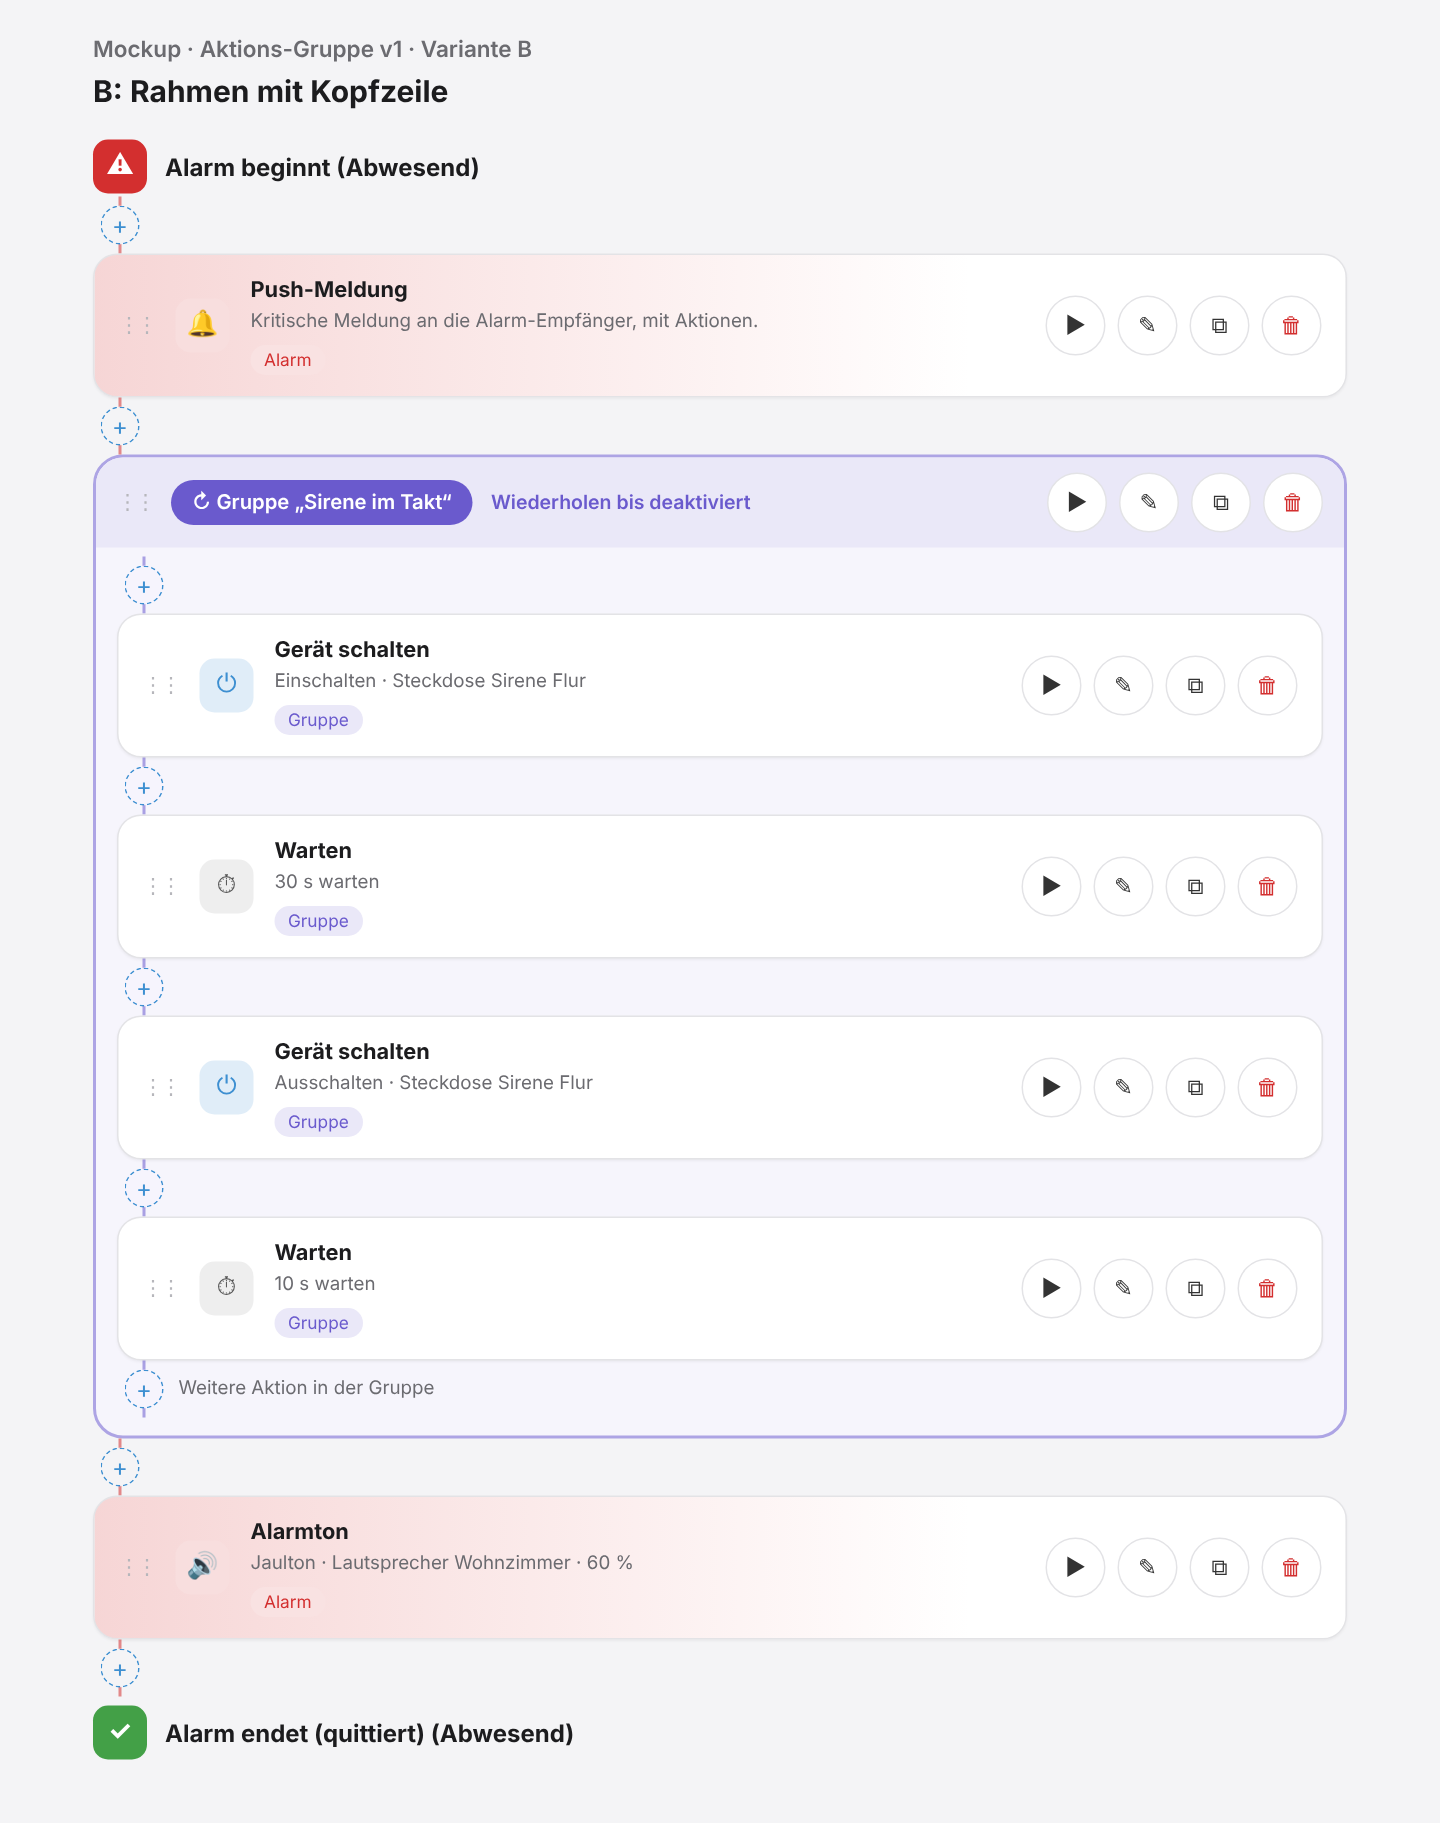 Mockup · Aktions-Gruppe v1 · Variante B
B: Rahmen mit Kopfzeile
Alarm beginnt (Abwesend)
Push-Meldung
Kritische Meldung an die Alarm-Empfänger, mit Aktionen.
Alarm
Gruppe „Sirene im Takt“ Wiederholen bis deaktiviert
Gerät schalten
Einschalten · Steckdose Sirene Flur
Gruppe
Warten
30 s warten
Gruppe
Gerät schalten
Ausschalten · Steckdose Sirene Flur
Gruppe
Warten
10 s warten
Gruppe
Weitere Aktion in der Gruppe
Alarmton
Jaulton · Lautsprecher Wohnzimmer · 60 %
Alarm
Alarm endet (quittiert) (Abwesend)